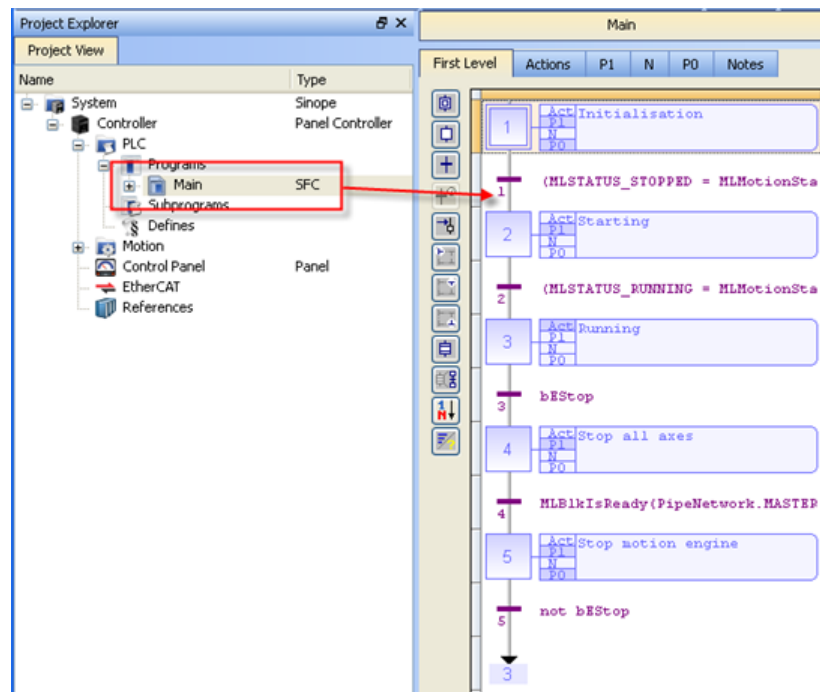 Project Explorer
Project View
Name Type
System Sinope
Controller Panel Controller
PLC
Programs
Main SFC
Subprograms
Defines
Motion
Control Panel Panel
EtherCAT
References
Main
First Level Actions P1 N P0 Notes
1 Act Initialisation
P1
N
P0
1 (MLSTATUS_STOPPED = MLMotionSta
2 Act Starting
P1
N
P0
2 (MLSTATUS_RUNNING = MLMotionSta
3 Act Running
P1
N
P0
3 bEStop
4 Act Stop all axes
P1
N
P0
4 MLBlkIsReady(PipeNetwork.MASTER
5 Act Stop motion engine
P1
N
P0
5 not bEStop
3